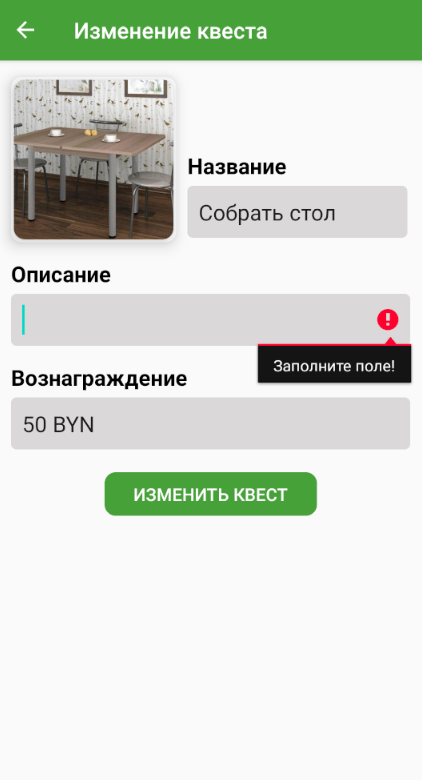 Изменение квеста
Название
Собрать стол
Описание
Заполните поле!
Вознаграждение
50 BYN
ИЗМЕНИТЬ КВЕСТ